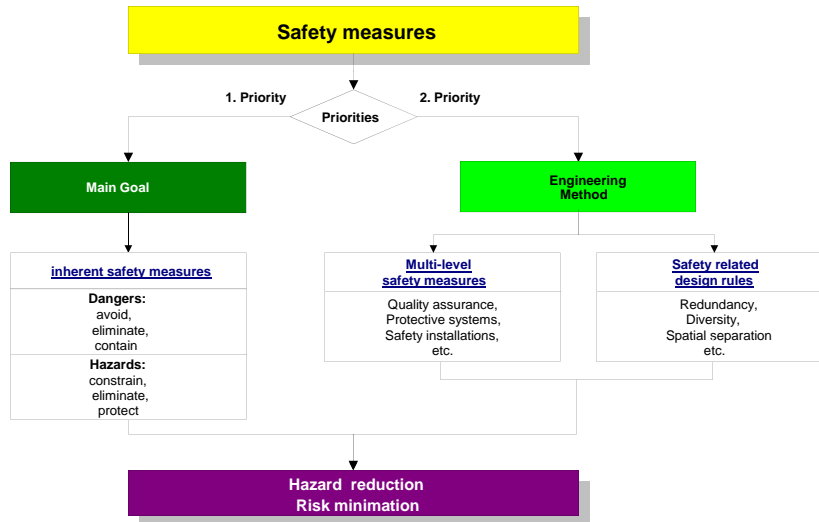 Safety measures
1. Priority
2. Priority
Priorities
Main Goal
Engineering
Method
inherent safety measures
Dangers:
avoid,
eliminate,
contain
Hazards:
constrain,
eliminate,
protect
Multi-level
safety measures
Quality assurance,
Protective systems,
Safety installations,
etc.
Safety related
design rules
Redundancy,
Diversity,
Spatial separation
etc.
Hazard reduction
Risk minimation